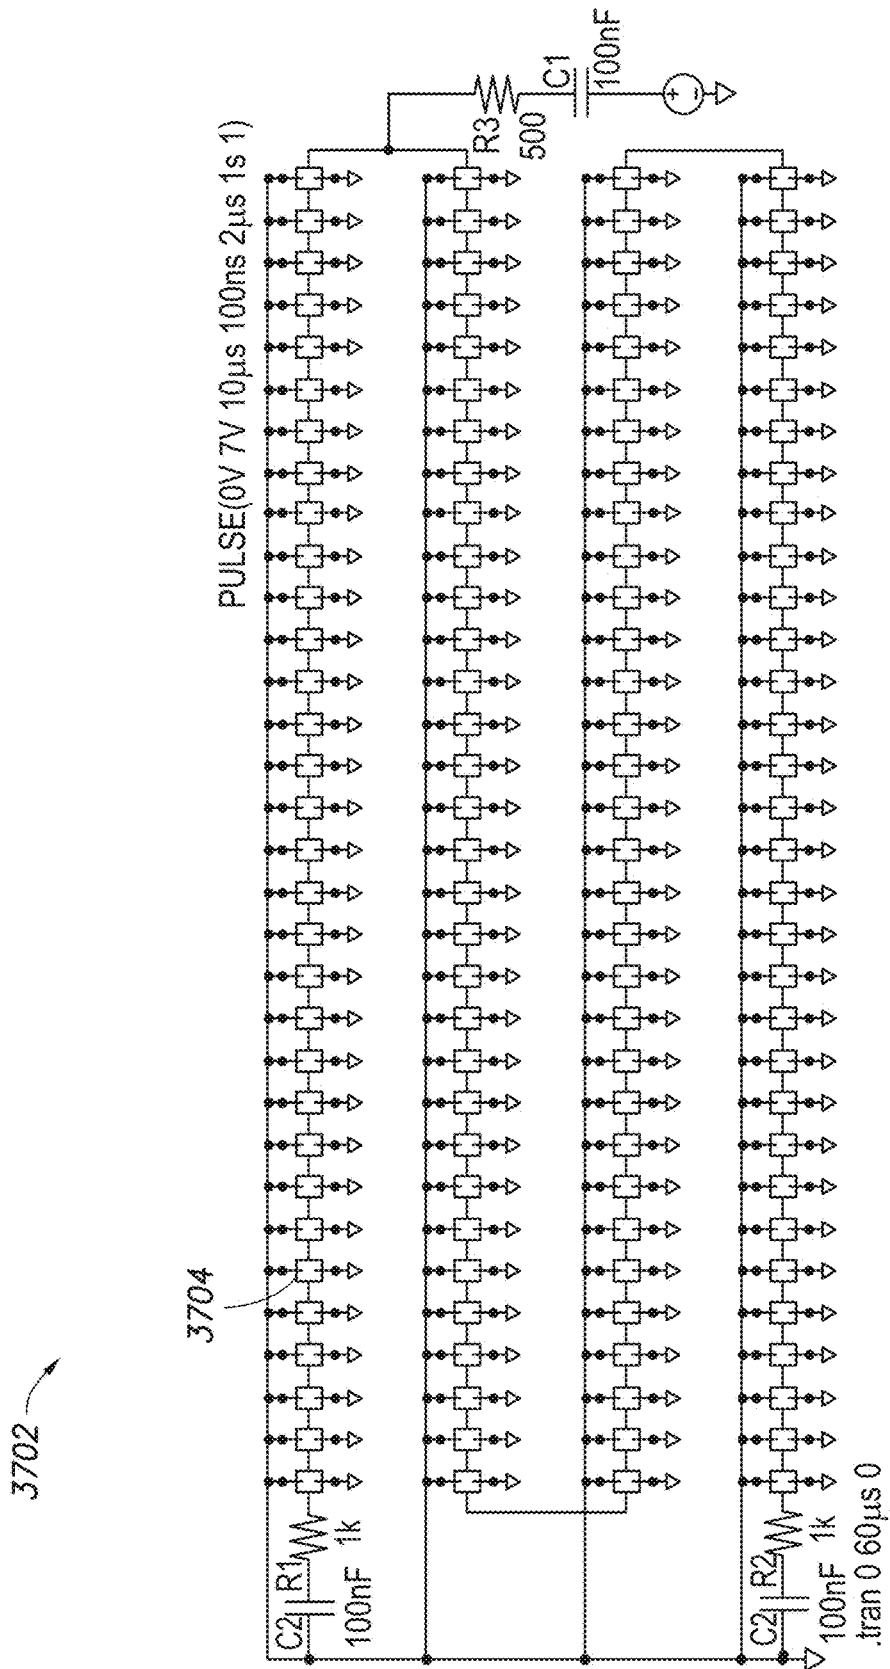 3702
3704
PULSE(0V 7V 10µs 100ns 2µs 1s 1)
R3
500
C1
100nF
+
-
C2
100nF
R1
1k
C2
100nF
R2
1k
.tran 0 60µs 0